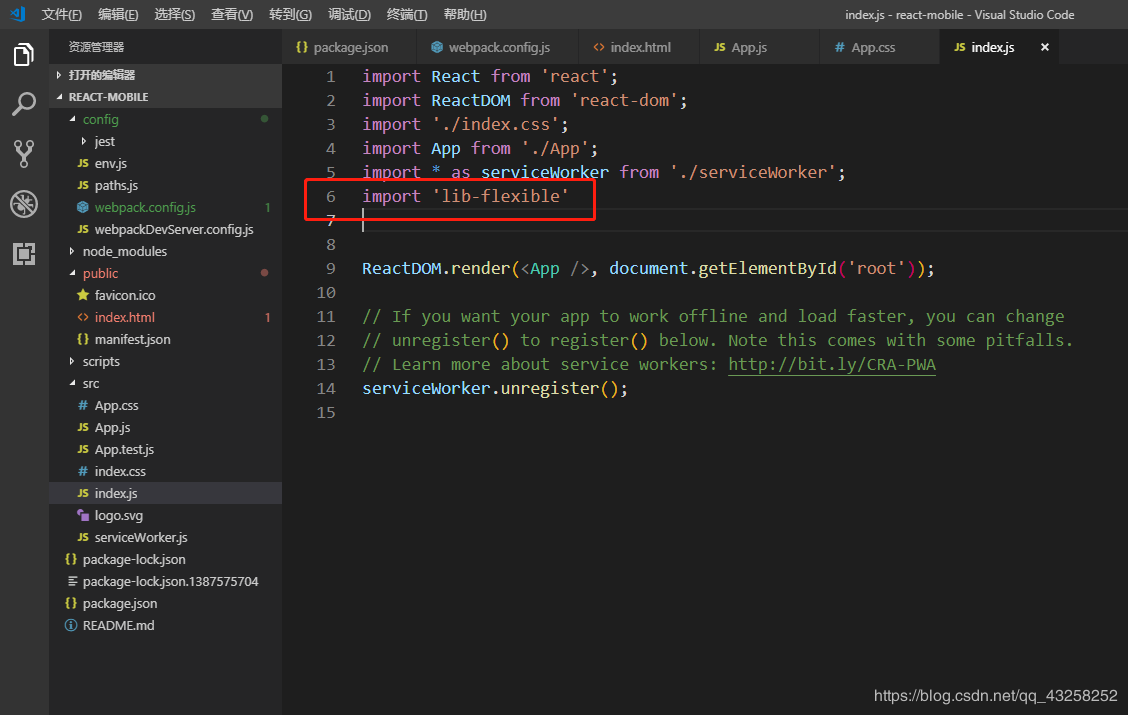 文件(F) 编辑(E) 选择(S) 查看(V) 转到(G) 调试(D) 终端(T) 帮助(H) index.js - react-mobile - Visual Studio Code
资源管理器
打开的编辑器
REACT-MOBILE
config
jest
JS env.js
JS paths.js
webpack.config.js 1
JS webpackDevServer.config.js
node_modules
public
favicon.ico
<> index.html 1
{} manifest.json
scripts
src
# App.css
JS App.js
JS App.test.js
# index.css
JS index.js
logo.svg
JS serviceWorker.js
{} package-lock.json
package-lock.json.1387575704
{} package.json
README.md
{} package.json webpack.config.js <> index.html JS App.js # App.css JS index.js ×
1 import React from 'react';
2 import ReactDOM from 'react-dom';
3 import './index.css';
4 import App from './App';
5 import * as serviceWorker from './serviceWorker';
6 import 'lib-flexible'
7
8
9 ReactDOM.render(<App />, document.getElementById('root'));
10
11 // If you want your app to work offline and load faster, you can change
12 // unregister() to register() below. Note this comes with some pitfalls.
13 // Learn more about service workers: http://bit.ly/CRA-PWA
14 serviceWorker.unregister();
15
https://blog.csdn.net/qq_43258252